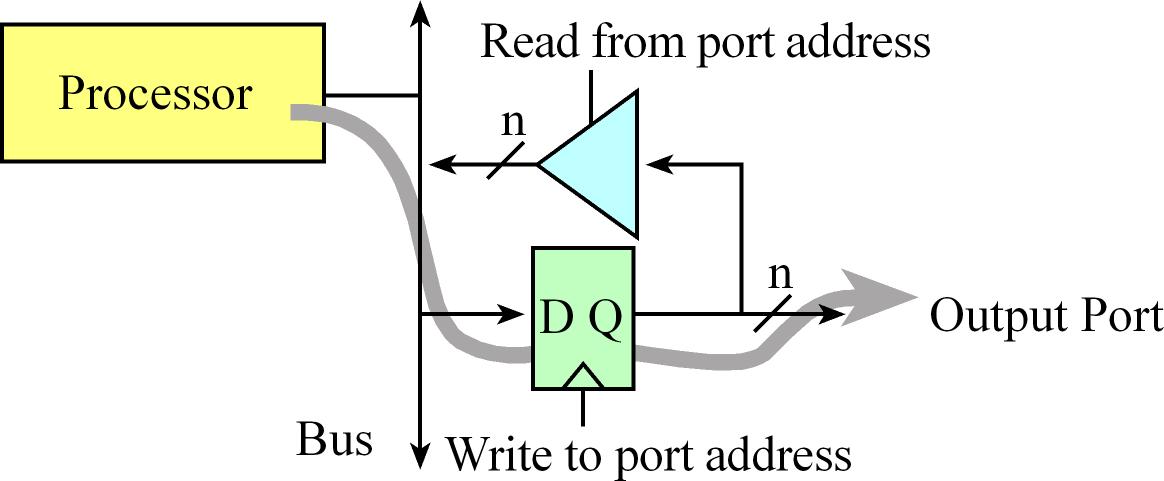 Read from port address
Processor
n
n
D Q
Output Port
Bus
Write to port address